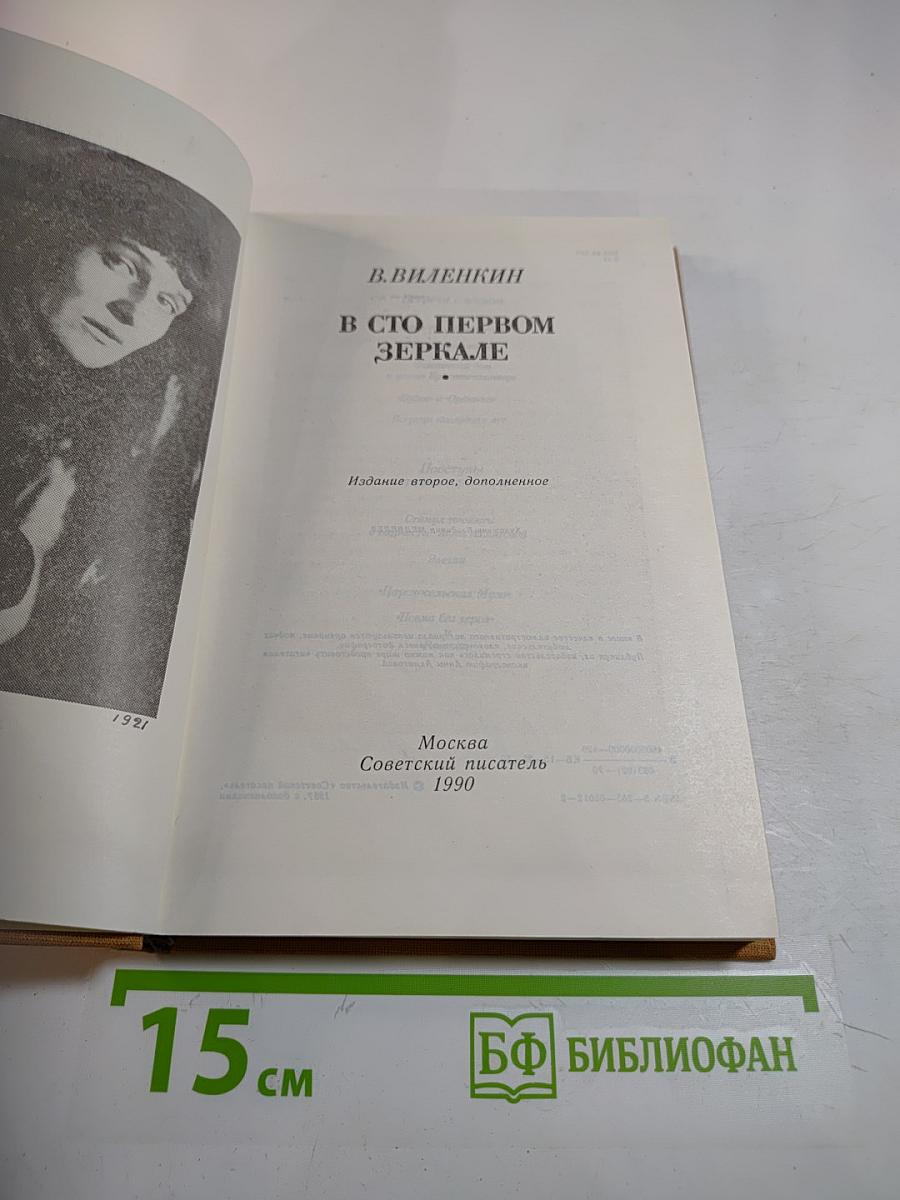 1921
В. ВИЛЕНКИН
В СТО ПЕРВОМ
ЗЕРКАЛЕ
Издание второе, дополненное
Москва
Советский писатель
1990
15 см
БФ БИБЛИОФАН